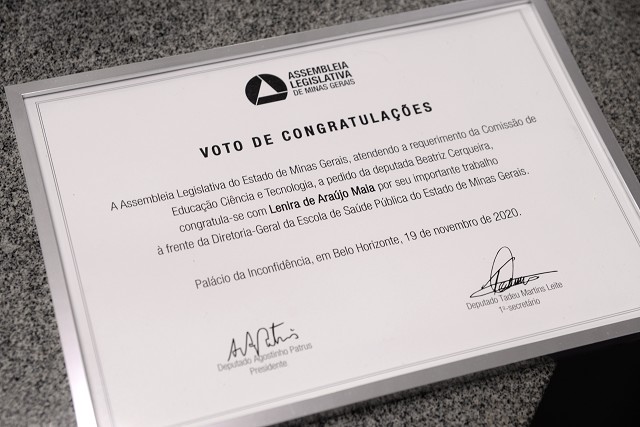 ASSEMBLEIA
LEGISLATIVA
DE MINAS GERAIS
VOTO DE CONGRATULAÇÕES
A Assembleia Legislativa do Estado de Minas Gerais, atendendo a requerimento da Comissão de
Educação Ciência e Tecnologia, a pedido da deputada Beatriz Cerqueira,
congratula-se com Lenira de Araújo Maia por seu importante trabalho
à frente da Diretoria-Geral da Escola de Saúde Pública do Estado de Minas Gerais.
Palácio da Inconfidência, em Belo Horizonte, 19 de novembro de 2020.
Deputado Tadeu Martins Leite
1º-secretário
Deputado Agostinho Patrus
Presidente